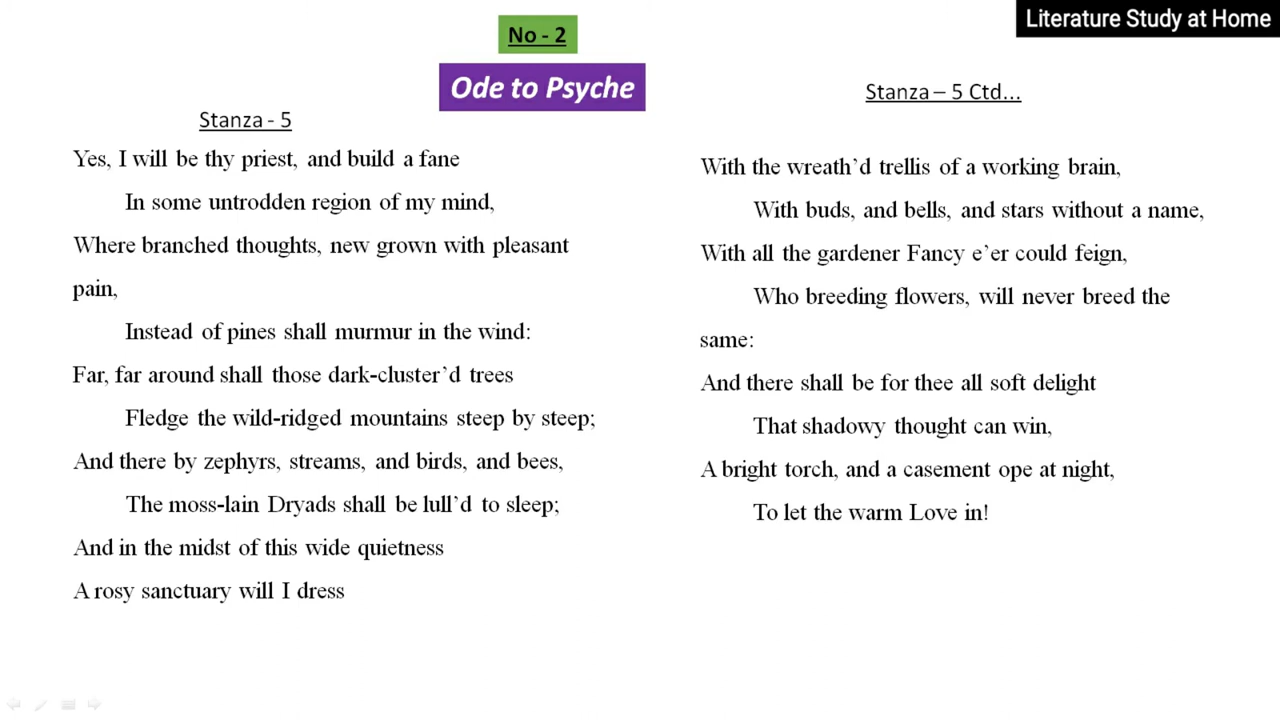 Literature Study at Home
No - 2
Ode to Psyche
Stanza - 5
Yes, I will be thy priest, and build a fane
In some untrodden region of my mind,
Where branched thoughts, new grown with pleasant
pain,
Instead of pines shall murmur in the wind:
Far, far around shall those dark-cluster’d trees
Fledge the wild-ridged mountains steep by steep;
And there by zephyrs, streams, and birds, and bees,
The moss-lain Dryads shall be lull’d to sleep;
And in the midst of this wide quietness
A rosy sanctuary will I dress
Stanza – 5 Ctd...
With the wreath’d trellis of a working brain,
With buds, and bells, and stars without a name,
With all the gardener Fancy e’er could feign,
Who breeding flowers, will never breed the
same:
And there shall be for thee all soft delight
That shadowy thought can win,
A bright torch, and a casement ope at night,
To let the warm Love in!